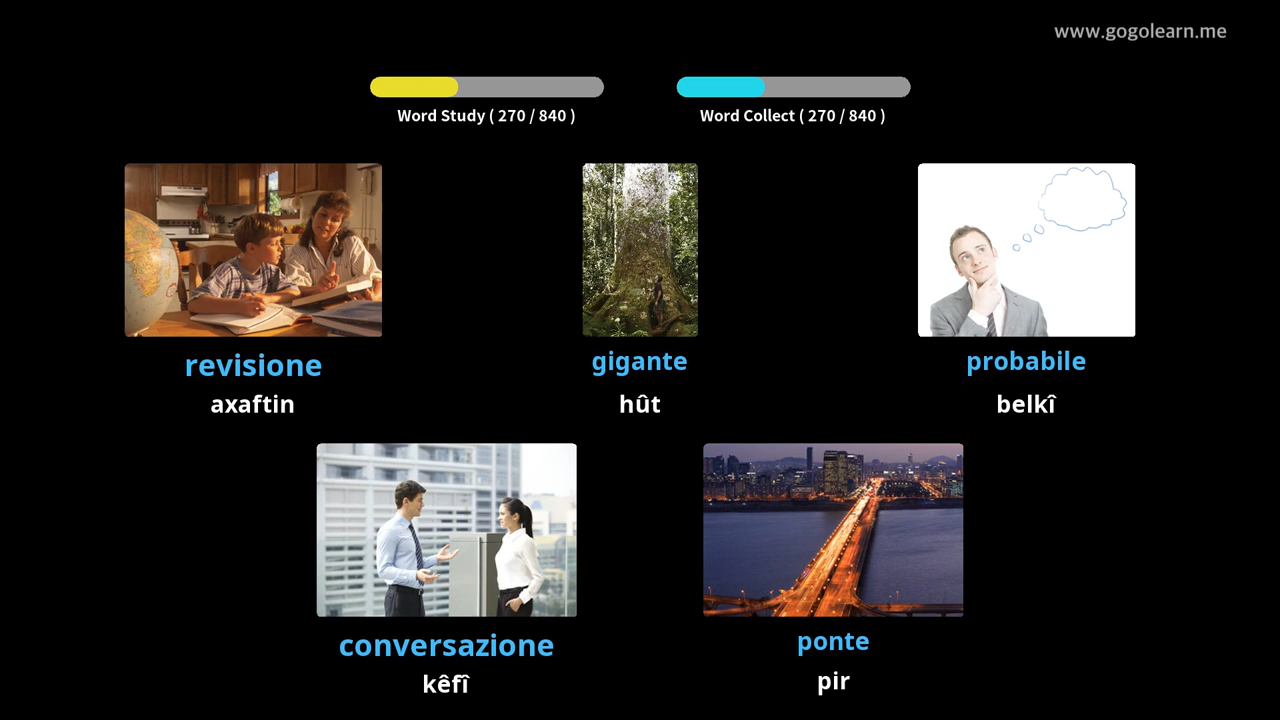 www.gogolearn.me
Word Study ( 270 / 840 )
Word Collect ( 270 / 840 )
revisione
axaftin
gigante
hût
probabile
belkî
conversazione
kêfî
ponte
pir